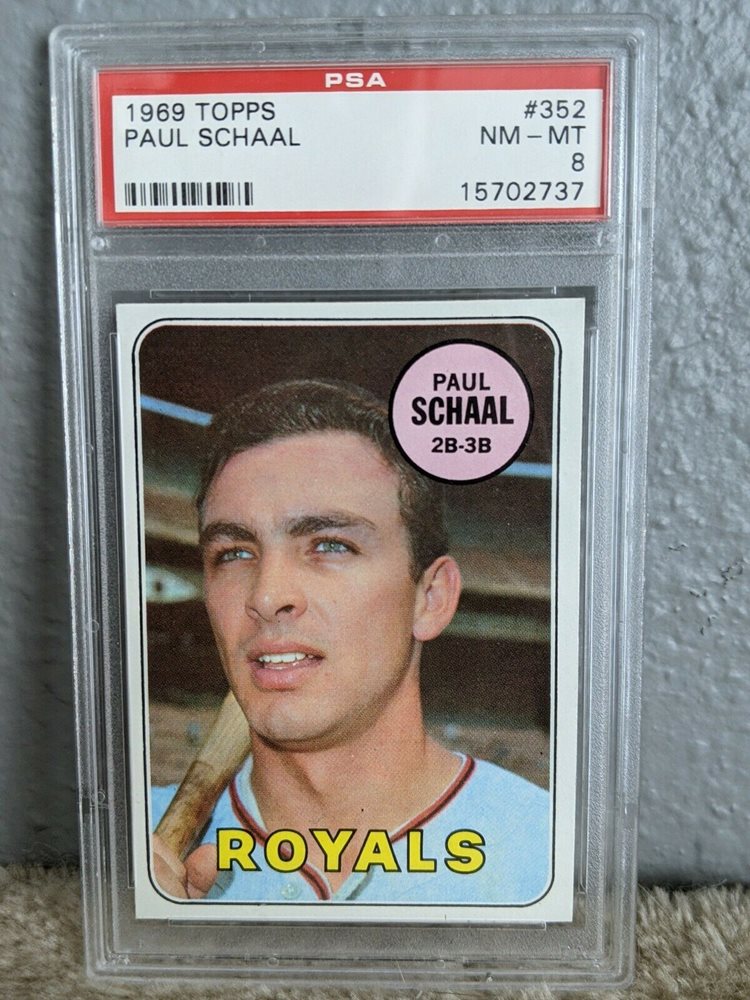 PSA
1969 TOPPS #352
PAUL SCHAAL NM - MT
8
15702737
PAUL
SCHAAL
2B-3B
ROYALS